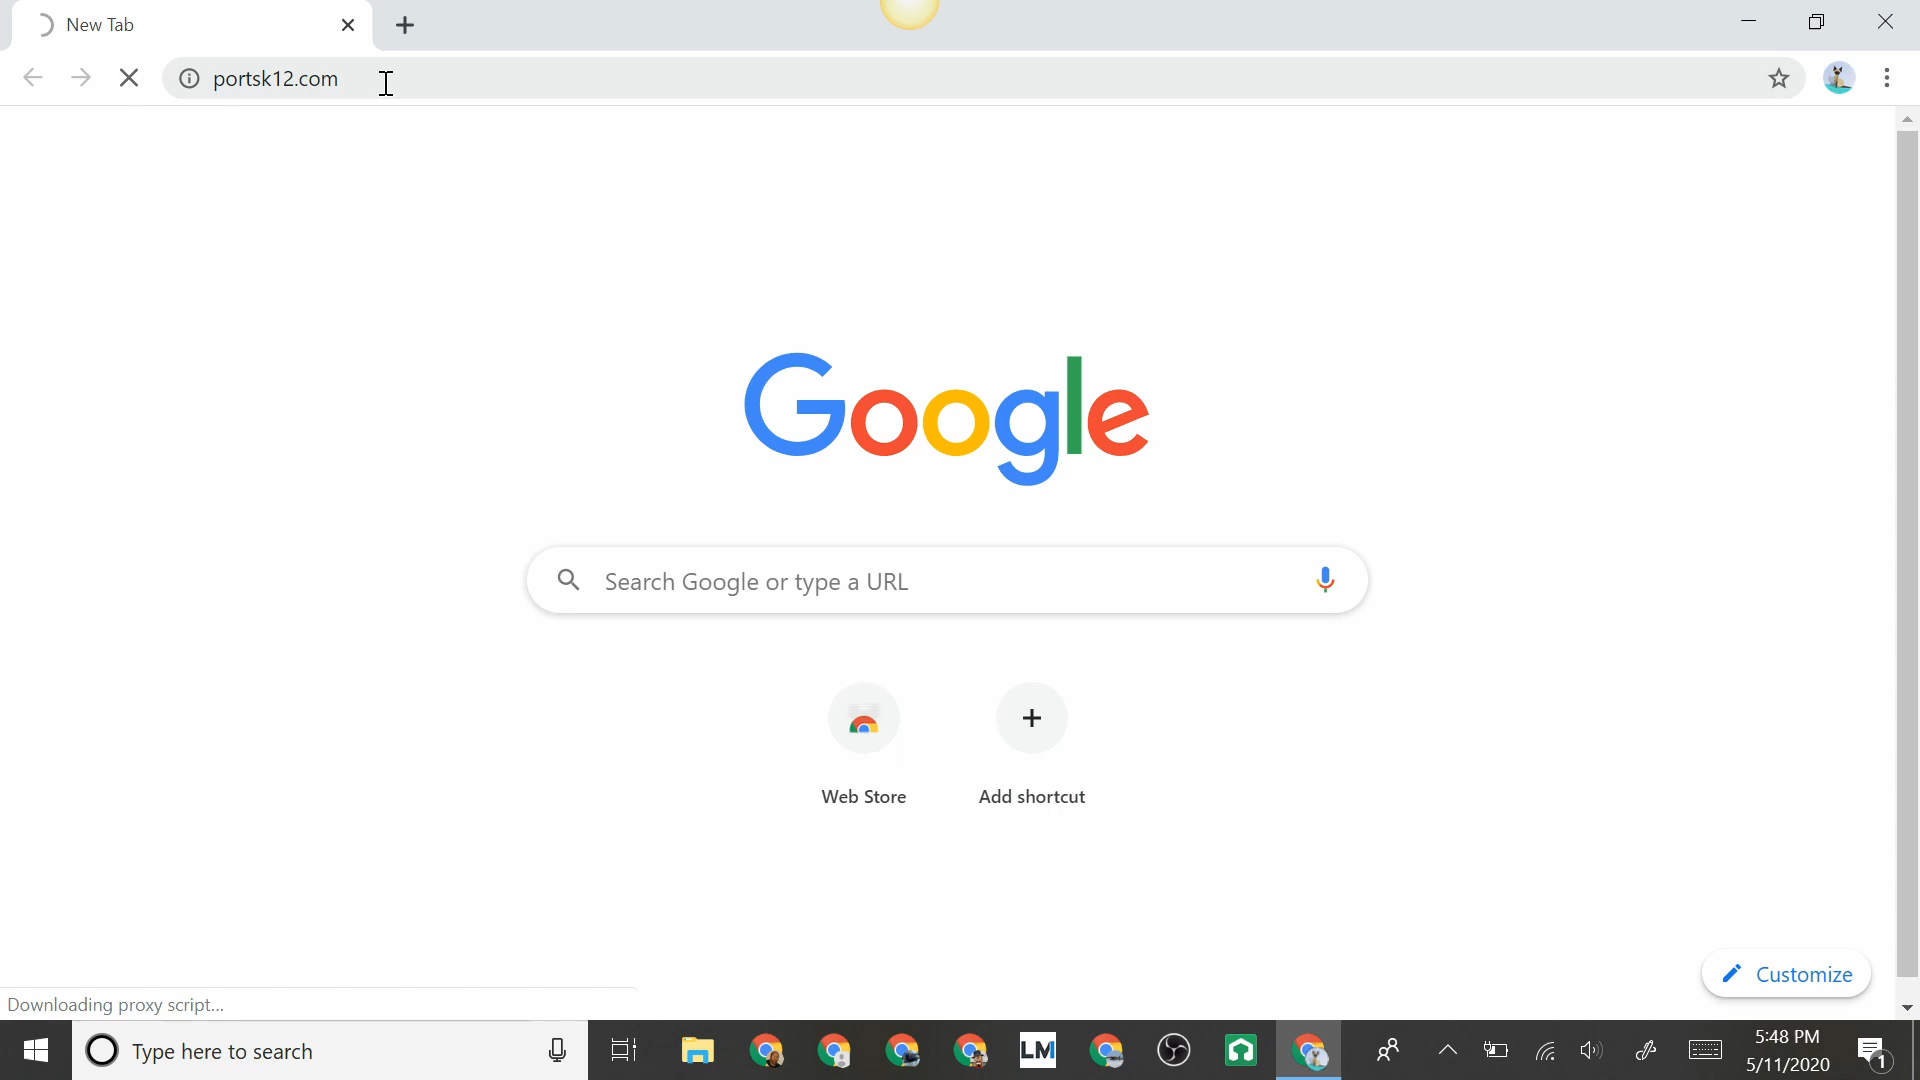 New Tab
portsk12.com
Google
Search Google or type a URL
Web Store
Add shortcut
Customize
Downloading proxy script...
Type here to search
LM
5:48 PM
5/11/2020
1